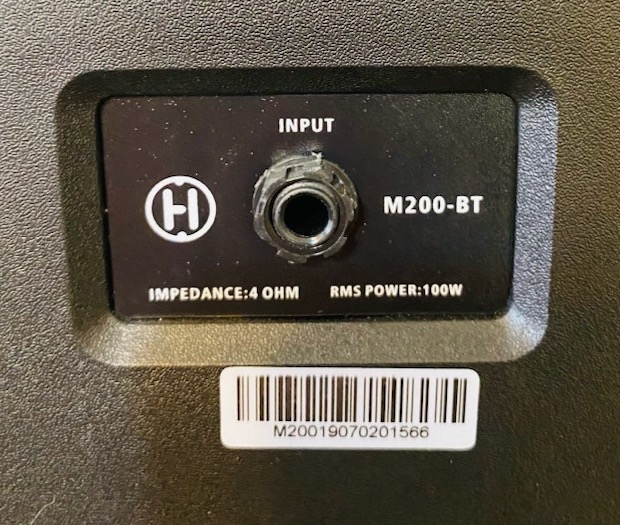 INPUT
H
M200-BT
IMPEDANCE:4 OHM
RMS POWER:100W
M20019070201566